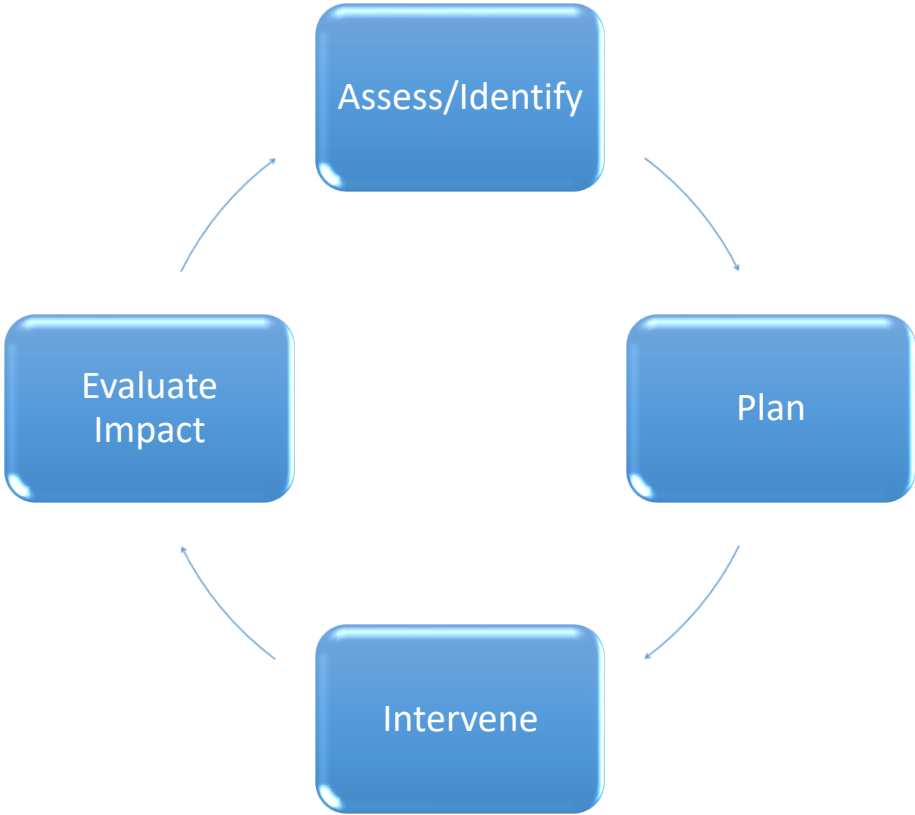 Assess/Identify
Plan
Intervene
Evaluate
Impact